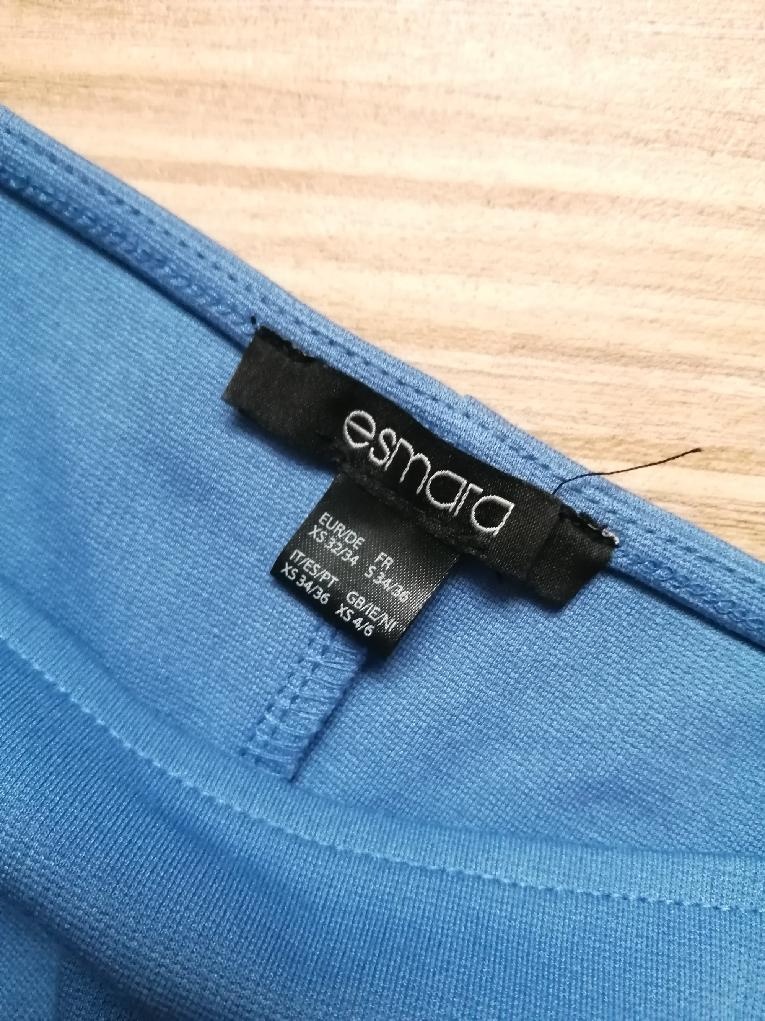 esmara
EUR/DE FR
XS 32/34 S 34/36
IT/ES/PT GB/IE/NI
XS 34/36 XS 4/6